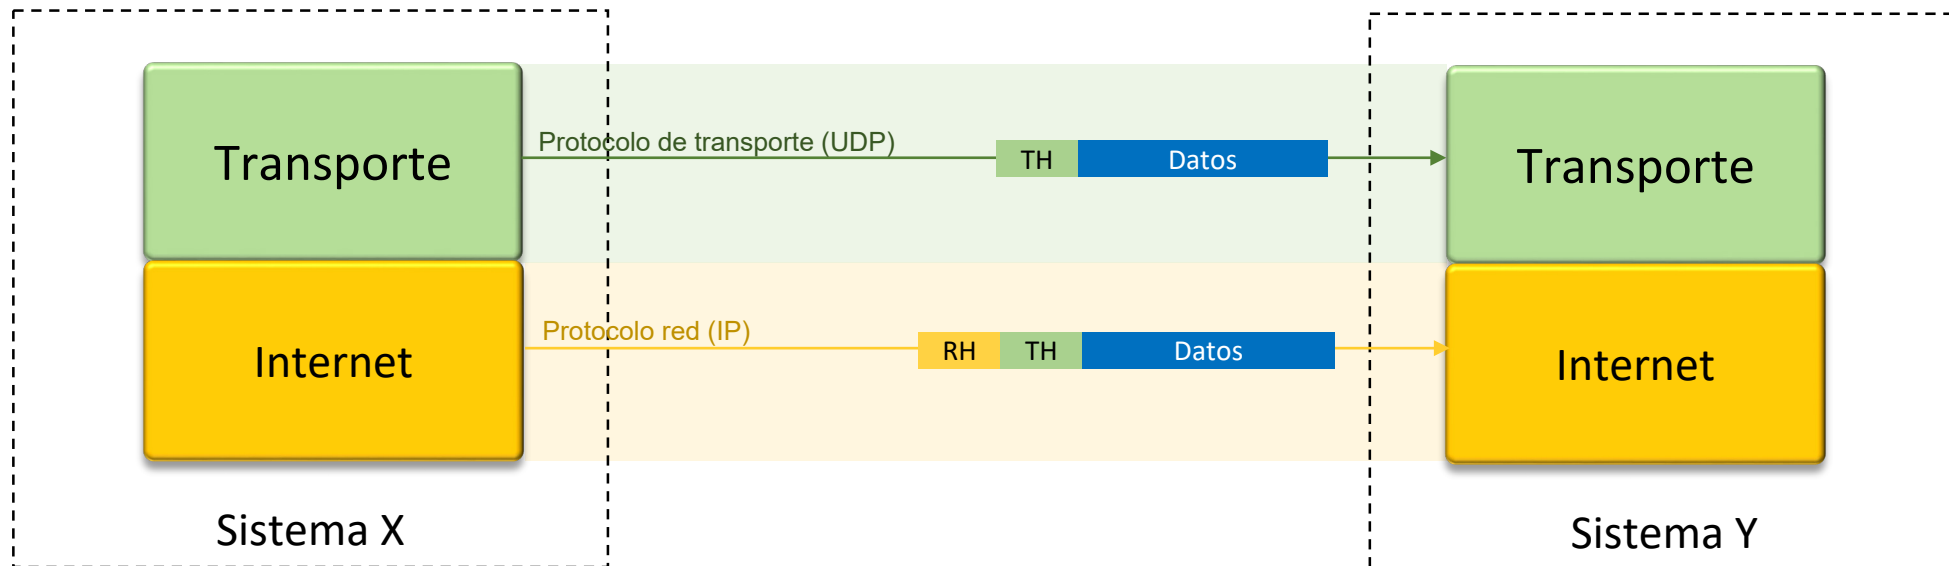 Transporte
Protocolo de transporte (UDP)
TH
Datos
Transporte
Internet
Protocolo red (IP)
RH
TH
Datos
Internet
Sistema X
Sistema Y